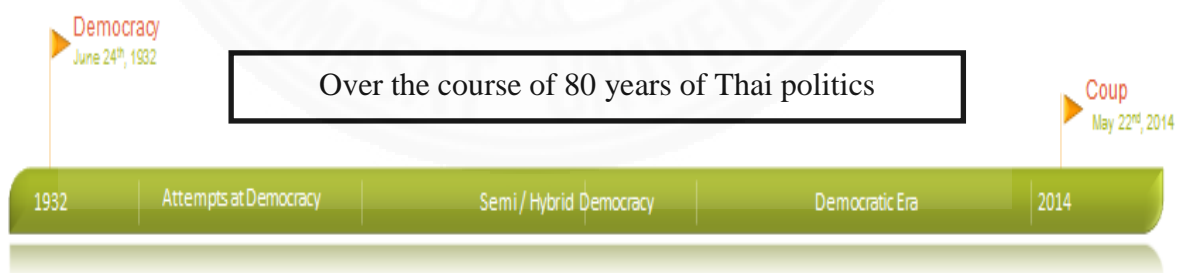 Democracy
June 24th, 1932
Over the course of 80 years of Thai politics
Coup
May 22nd, 2014
1932 Attempts at Democracy Semi / Hybrid Democracy Democratic Era 2014